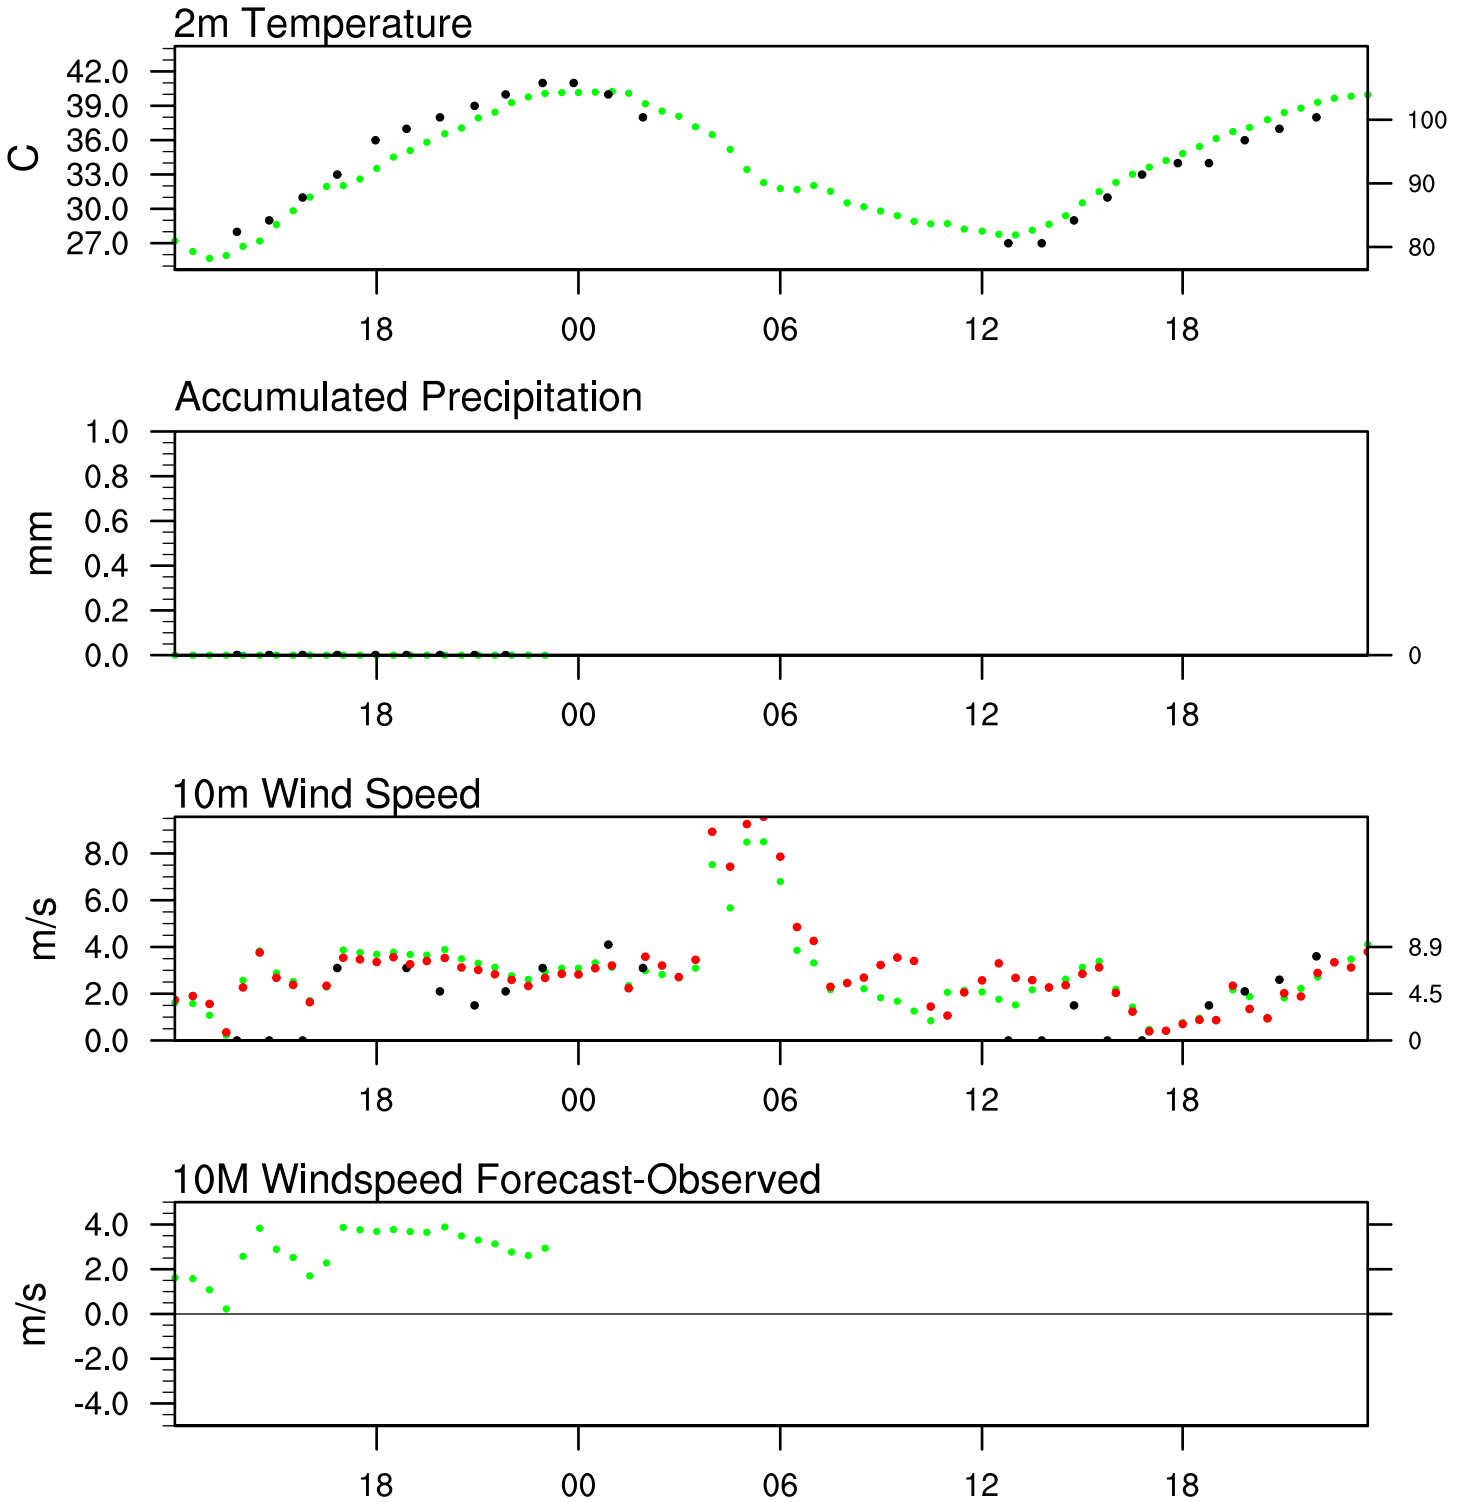 2m Temperature
42.0
39.0
36.0
33.0
30.0
27.0
C
100
90
80
18 00 06 12 18
Accumulated Precipitation
1.0
0.8
0.6
0.4
0.2
0.0
mm
0
18 00 06 12 18
10m Wind Speed
8.0
6.0
4.0
2.0
0.0
m/s
8.9
4.5
0
18 00 06 12 18
10M Windspeed Forecast-Observed
4.0
2.0
0.0
-2.0
-4.0
m/s
18 00 06 12 18